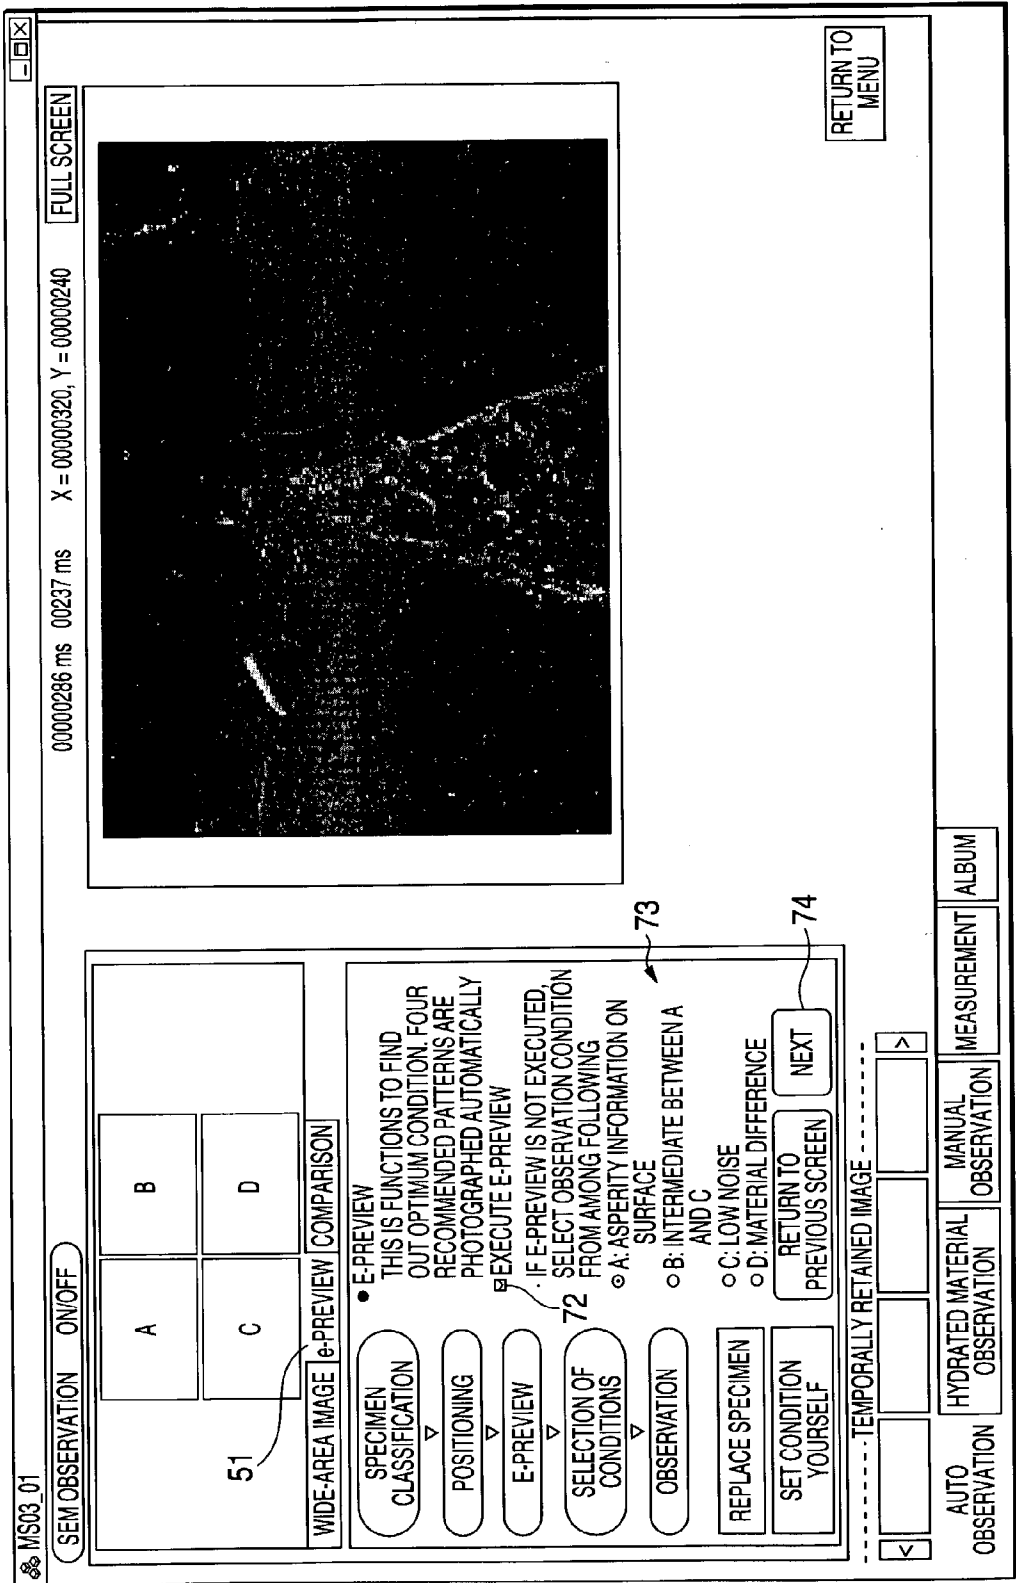 MS03_01
SEM OBSERVATION ON/OFF
00000286 ms 00237 ms X = 00000320, Y = 00000240
FULL SCREEN
A
B
C
D
51
WIDE-AREA IMAGE
e-PREVIEW
COMPARISON
SPECIMEN
CLASSIFICATION
POSITIONING
E-PREVIEW
SELECTION OF
CONDITIONS
OBSERVATION
REPLACE SPECIMEN
SET CONDITION
YOURSELF
● E-PREVIEW
THIS IS FUNCTIONS TO FIND
OUT OPTIMUM CONDITION. FOUR
RECOMMENDED PATTERNS ARE
PHOTOGRAPHED AUTOMATICALLY
EXECUTE E-PREVIEW
· IF E-PREVIEW IS NOT EXECUTED,
SELECT OBSERVATION CONDITION
FROM AMONG FOLLOWING
A: ASPERITY INFORMATION ON
SURFACE
B: INTERMEDIATE BETWEEN A
AND C
C: LOW NOISE
D: MATERIAL DIFFERENCE
72
73
74
RETURN TO
PREVIOUS SCREEN
NEXT
TEMPORALLY RETAINED IMAGE
<
>
RETURN TO
MENU
AUTO
OBSERVATION
HYDRATED MATERIAL
OBSERVATION
MANUAL
OBSERVATION
MEASUREMENT
ALBUM